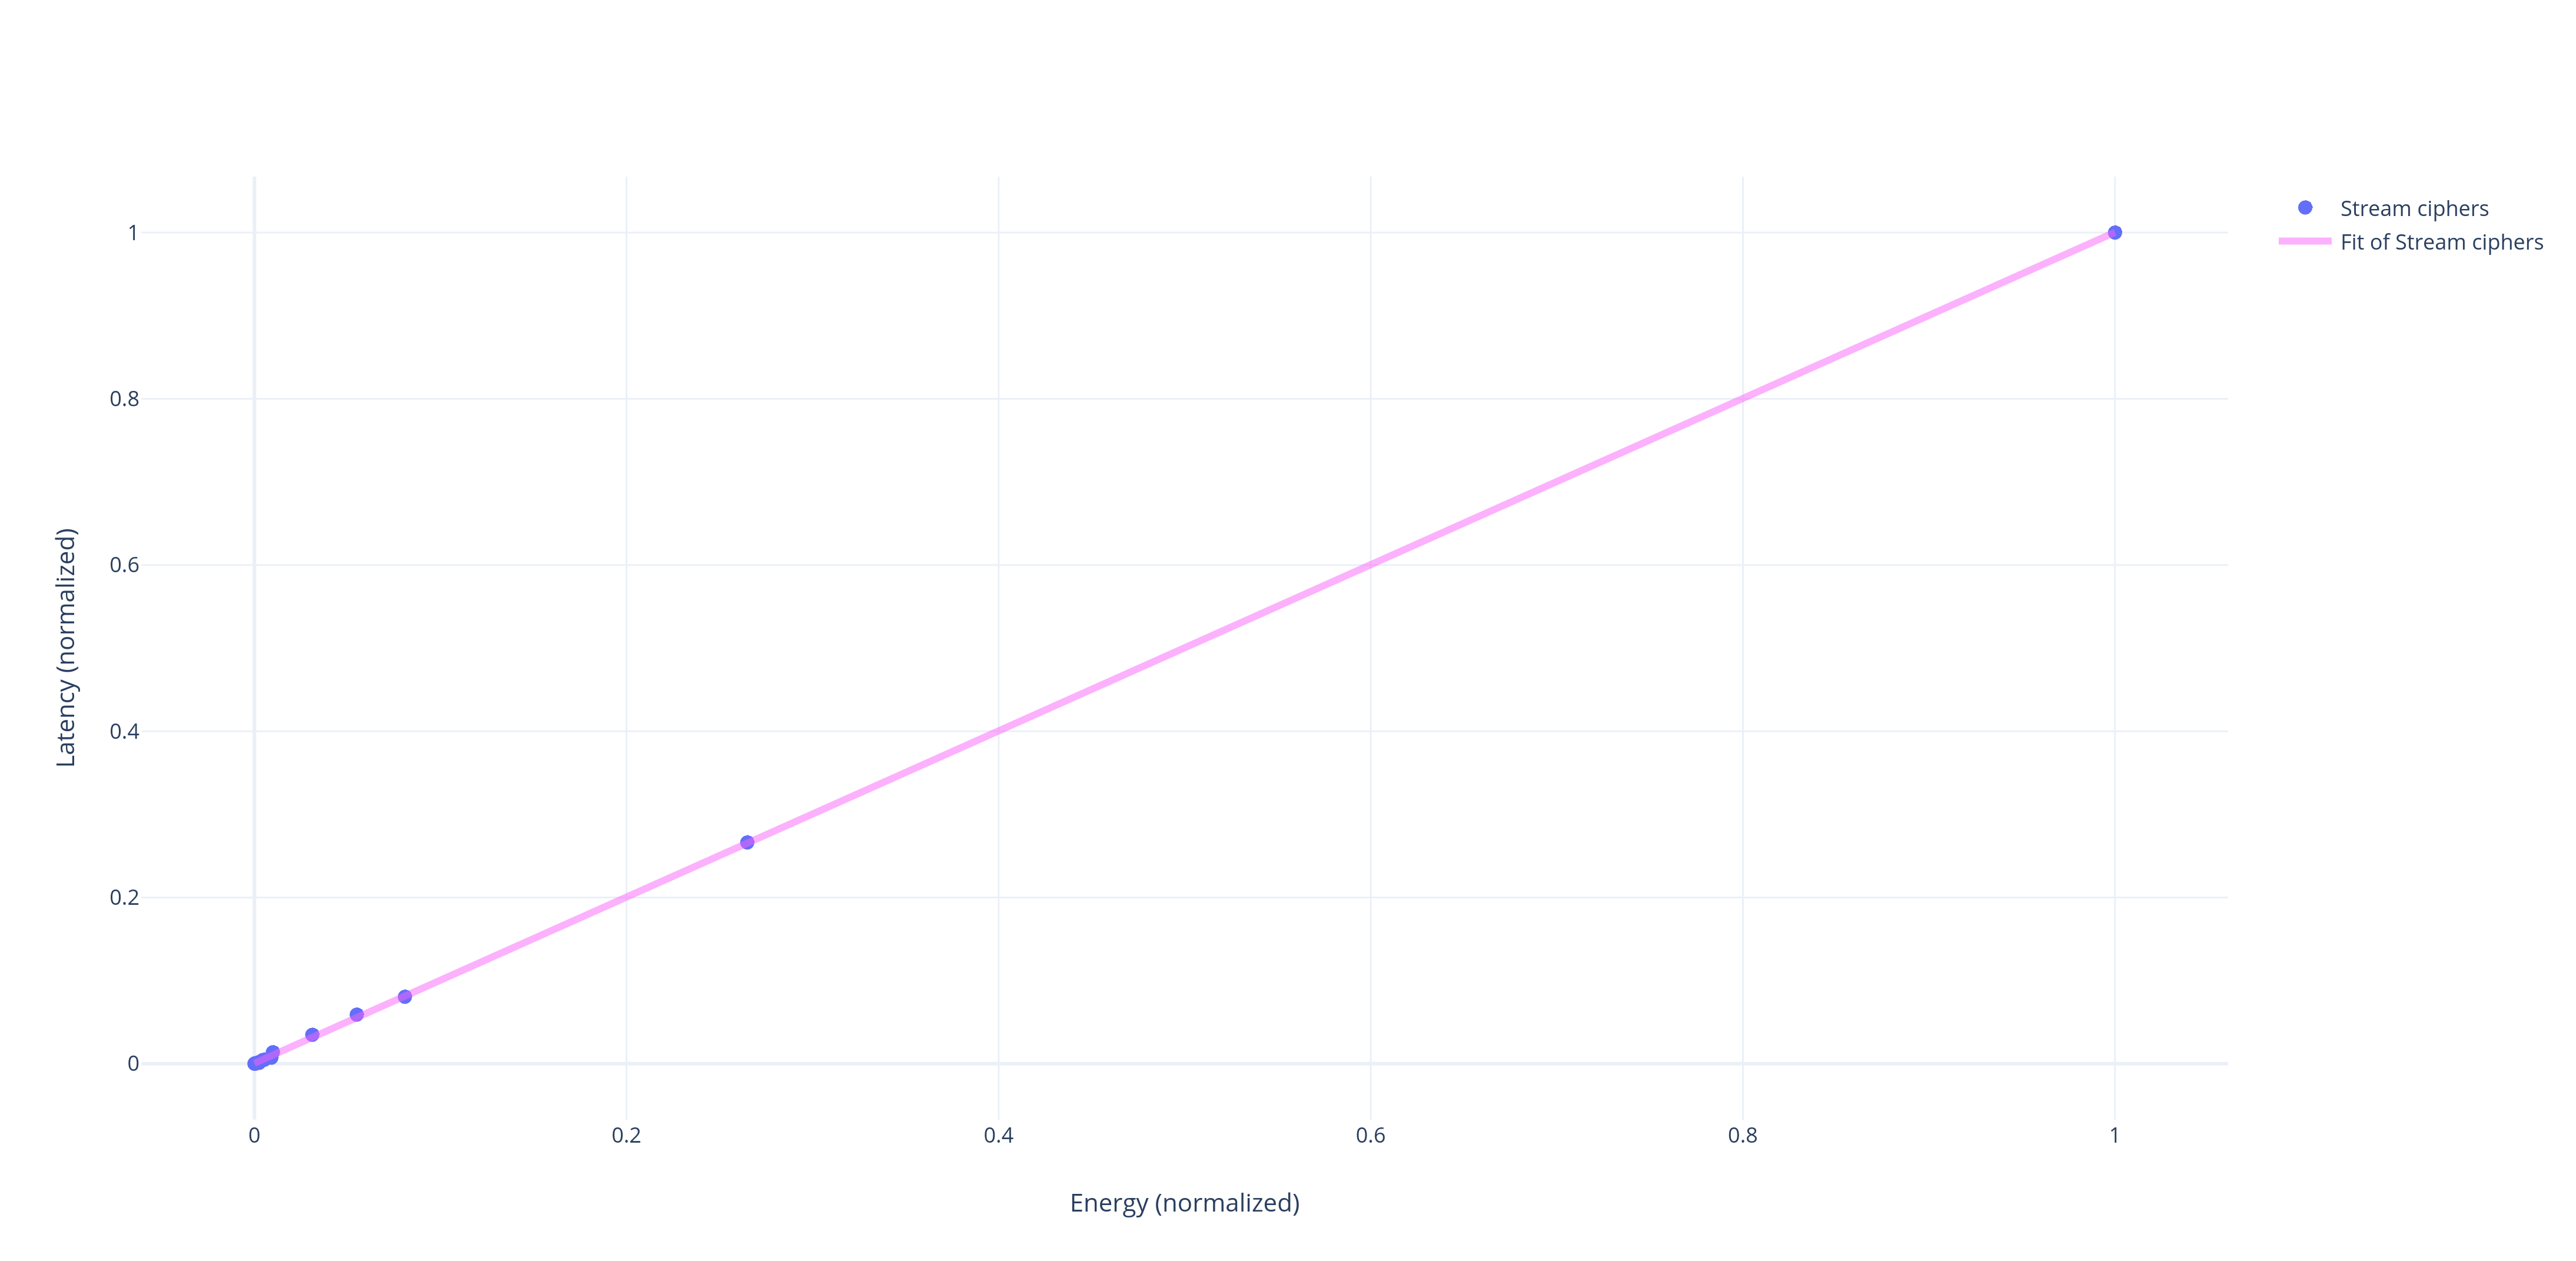 Stream ciphers
Fit of Stream ciphers
1
0.8
0.6
0.4
0.2
0
Latency (normalized)
0 0.2 0.4 0.6 0.8 1
Energy (normalized)